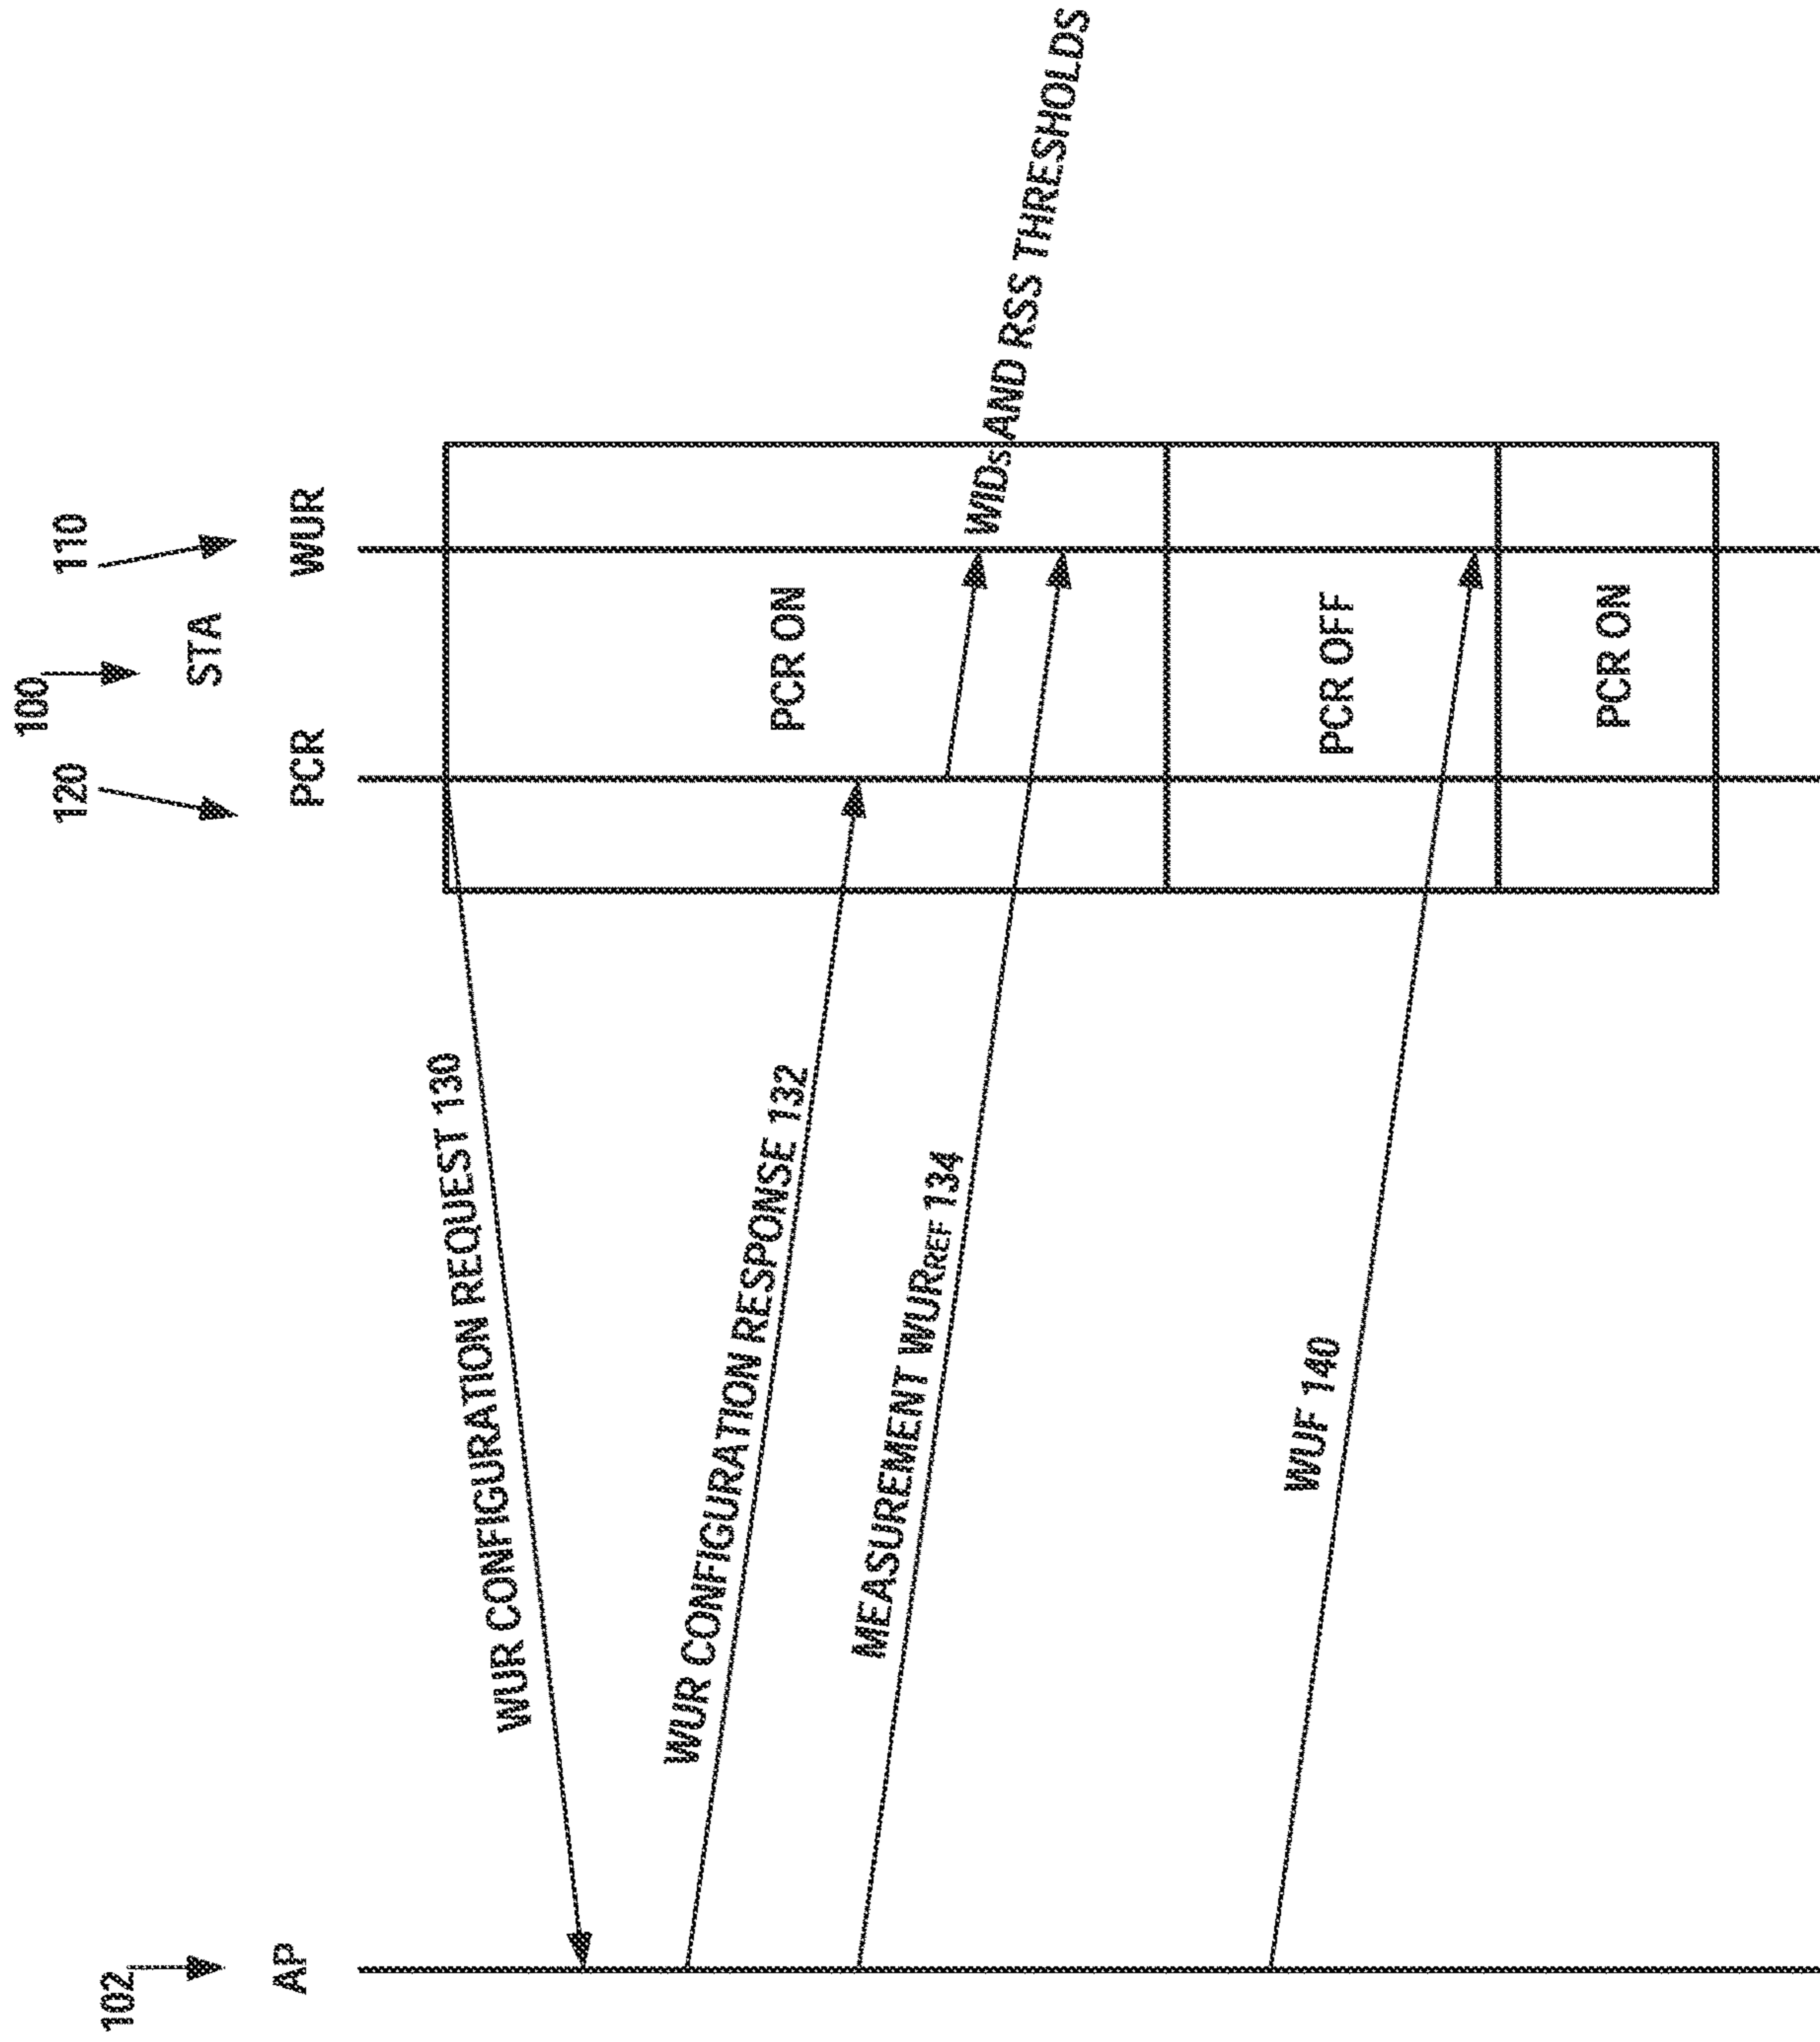 102
AP
120
PCR
100
STA
110
WUR
WUR CONFIGURATION REQUEST 130
WUR CONFIGURATION RESPONSE 132
MEASUREMENT WURREF 134
WUF 140
PCR ON
WIDs AND RSS THRESHOLDS
PCR OFF
PCR ON